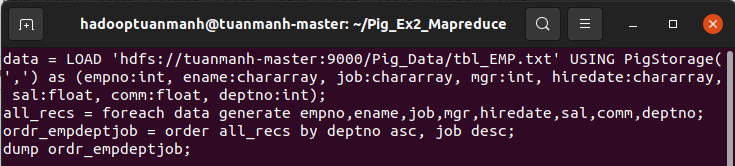 hadooptuanmanh@tuanmanh-master: ~/Pig_Ex2_Mapreduce
data = LOAD 'hdfs://tuanmanh-master:9000/Pig_Data/tbl_EMP.txt' USING PigStorage(
',') as (empno:int, ename:chararray, job:chararray, mgr:int, hiredate:chararray,
 sal:float, comm:float, deptno:int);
all_recs = foreach data generate empno,ename,job,mgr,hiredate,sal,comm,deptno;
ordr_empdeptjob = order all_recs by deptno asc, job desc;
dump ordr_empdeptjob;